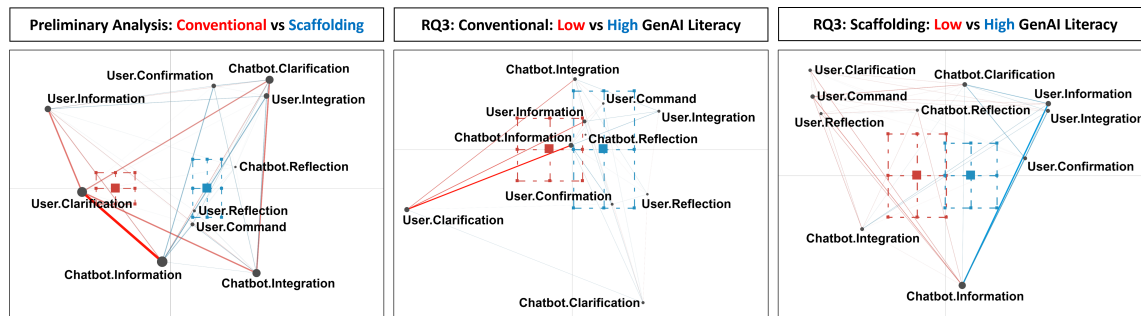 Preliminary Analysis: Conventional vs Scaffolding
User.Confirmation
Chatbot.Clarification
User.Information
User.Integration
Chatbot.Reflection
User.Clarification
User.Reflection
User.Command
Chatbot.Information
Chatbot.Integration
RQ3: Conventional: Low vs High GenAI Literacy
Chatbot.Integration
User.Command
User.Information
User.Integration
Chatbot.Information
Chatbot.Reflection
User.Confirmation
User.Reflection
User.Clarification
Chatbot.Clarification
RQ3: Scaffolding: Low vs High GenAI Literacy
User.Clarification
Chatbot.Clarification
User.Command
User.Information
Chatbot.Reflection
User.Integration
User.Reflection
User.Confirmation
Chatbot.Integration
Chatbot.Information